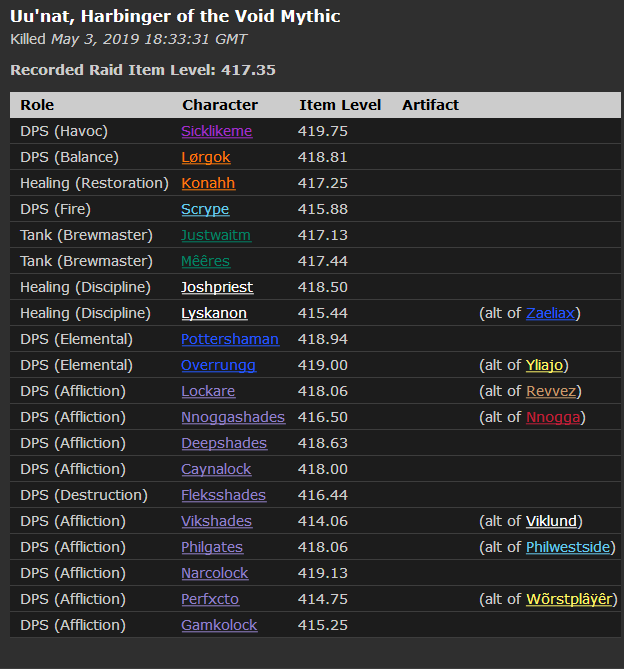 Uu'nat, Harbinger of the Void Mythic
Killed May 3, 2019 18:33:31 GMT
Recorded Raid Item Level: 417.35
Role Character Item Level Artifact
DPS (Havoc) Sicklikeme 419.75
DPS (Balance) Lørgok 418.81
Healing (Restoration) Konahh 417.25
DPS (Fire) Scrype 415.88
Tank (Brewmaster) Justwaitm 417.13
Tank (Brewmaster) Mêêres 417.44
Healing (Discipline) Joshpriest 418.50
Healing (Discipline) Lyskanon 415.44 (alt of Zaeliax)
DPS (Elemental) Pottershaman 418.94
DPS (Elemental) Overrungg 419.00 (alt of Yliajo)
DPS (Affliction) Lockare 418.06 (alt of Revvez)
DPS (Affliction) Nnoggashades 416.50 (alt of Nnogga)
DPS (Affliction) Deepshades 418.63
DPS (Affliction) Caynalock 418.00
DPS (Destruction) Fleksshades 416.44
DPS (Affliction) Vikshades 414.06 (alt of Viklund)
DPS (Affliction) Philgates 418.06 (alt of Philwestside)
DPS (Affliction) Narcolock 419.13
DPS (Affliction) Perfxcto 414.75 (alt of Wõrstplâÿêr)
DPS (Affliction) Gamkolock 415.25